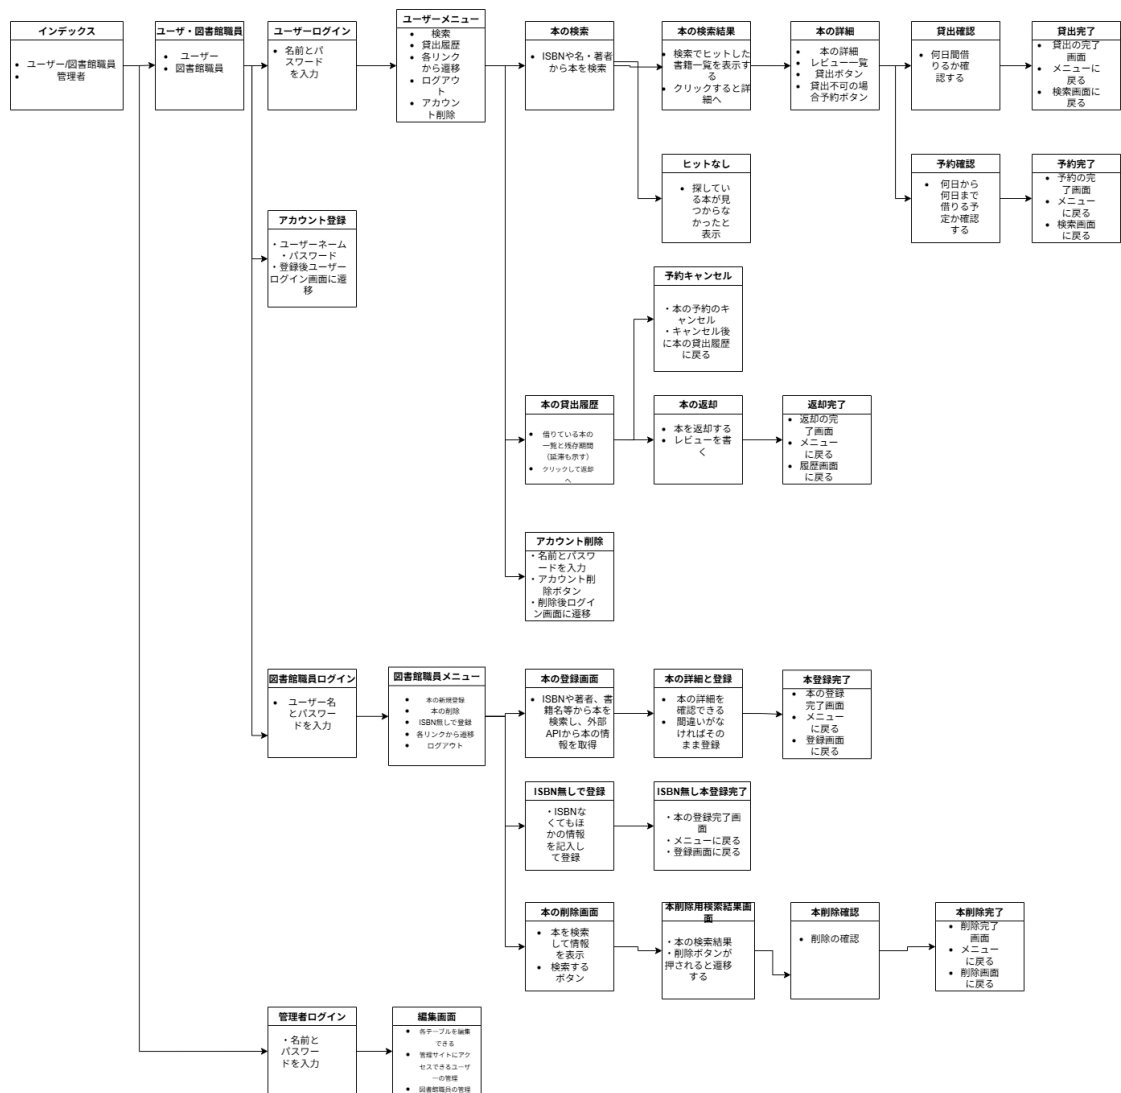 インデックス
• ユーザー/図書館職員
• 管理者
ユーザ・図書館職員
• ユーザー
• 図書館職員
ユーザーログイン
• 名前とパ
スワード
を入力
ユーザーメニュー
• 検索
• 貸出履歴
• 各リンク
から遷移
• ログアウ
ト
• アカウン
ト削除
本の検索
• ISBNや名・著者
から本を検索
本の検索結果
• 検索でヒットした
書籍一覧を表示す
る
• クリックすると詳
細へ
本の詳細
• 本の詳細
• レビュー一覧
• 貸出ボタン
• 貸出不可の場
合予約ボタン
貸出確認
• 何日間借
りるか確
認する
貸出完了
• 貸出の完了
画面
• メニューに
戻る
• 検索画面に
戻る
ヒットなし
• 探してい
る本が見
つからな
かったと
表示
予約確認
• 何日から
何日まで
借りる予
定か確認
する
予約完了
• 予約の完
了画面
• メニュー
に戻る
• 検索画面
に戻る
アカウント登録
・ユーザーネーム
・パスワード
・登録後ユーザー
ログイン画面に遷
移
予約キャンセル
・本の予約のキ
ャンセル
・キャンセル後
に本の貸出履歴
に戻る
本の貸出履歴
• 借りている本の
一覧と残存期間
（延滞も示す）
• クリックして返却
へ
本の返却
• 本を返却する
• レビューを書
く
返却完了
• 返却の完
了画面
• メニュー
に戻る
• 履歴画面
に戻る
アカウント削除
・名前とパスワ
ードを入力
・アカウント削
除ボタン
・削除後ログイ
ン画面に遷移
図書館職員ログイン
• ユーザー名
とパスワー
ドを入力
図書館職員メニュー
• 本の新規登録
• 本の削除
• ISBN無しで登録
• 各リンクから遷移
• ログアウト
本の登録画面
• ISBNや著者、書
籍名等から本を
検索し、外部
APIから本の情
報を取得
本の詳細と登録
• 本の詳細を
確認できる
• 間違いがな
ければその
まま登録
本登録完了
• 本の登録
完了画面
• メニュー
に戻る
• 登録画面
に戻る
ISBN無しで登録
・ISBNな
くてもほ
かの情報
を記入し
て登録
ISBN無し本登録完了
・本の登録完了画
面
・メニューに戻る
・登録画面に戻る
本の削除画面
• 本を検索
して情報
を表示
• 検索する
ボタン
本削除用検索結果画
面
・本の検索結果
・削除ボタンが
押されると遷移
する
本削除確認
• 削除の確認
本削除完了
• 削除完了
画面
• メニュー
に戻る
• 削除画面
に戻る
管理者ログイン
・名前と
パスワー
ドを入力
編集画面
• 各テーブルを編集
できる
• 管理サイトにアク
セスできるユーザ
ーの管理
• 図書館職員の管理